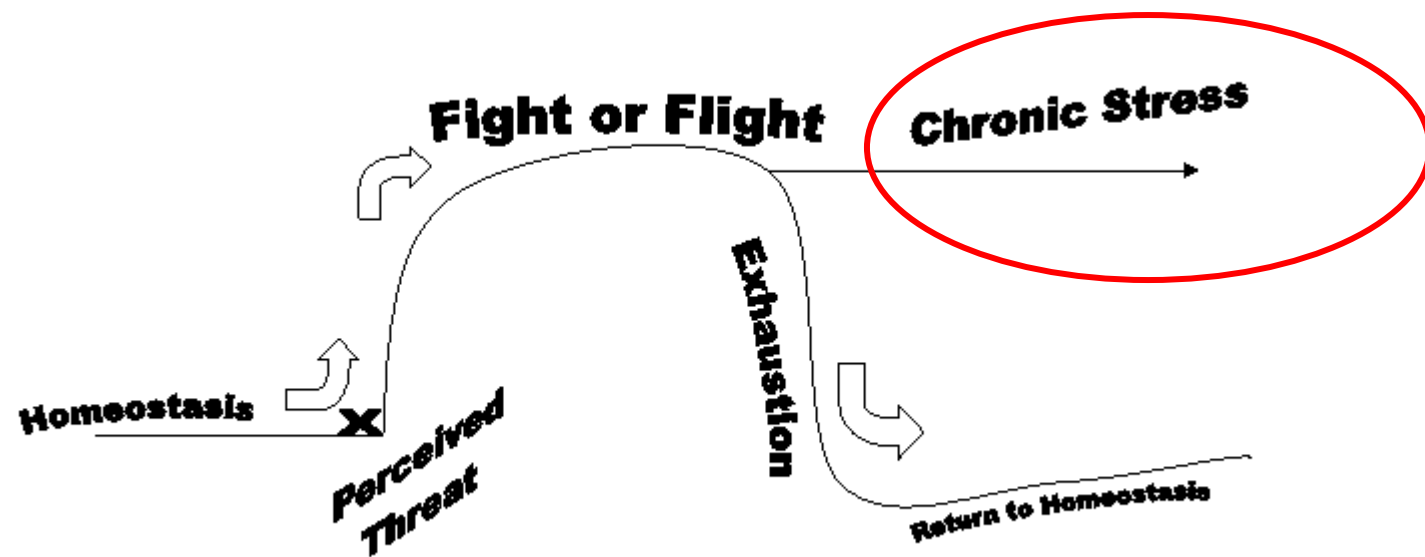 Homeostasis
X
Perceived
Threat
Fight or Flight
Chronic Stress
Exhaustion
Return to Homeostasis